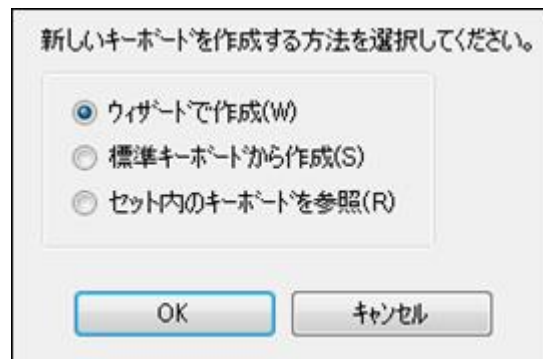 新しいキーボードを作成する方法を選択してください。
ウィザードで作成(W)
標準キーボードから作成(S)
セット内のキーボードを参照(R)
OK
キャンセル